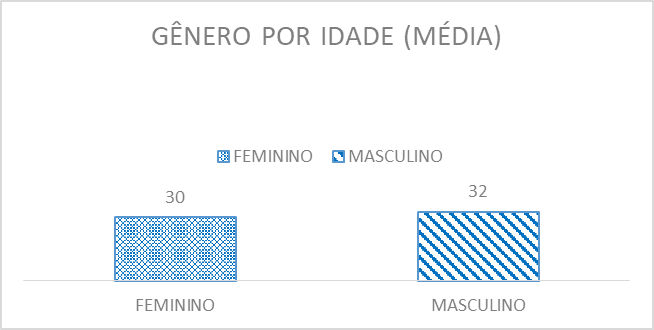 GÊNERO POR IDADE (MÉDIA)
FEMININO MASCULINO
30 32
FEMININO MASCULINO